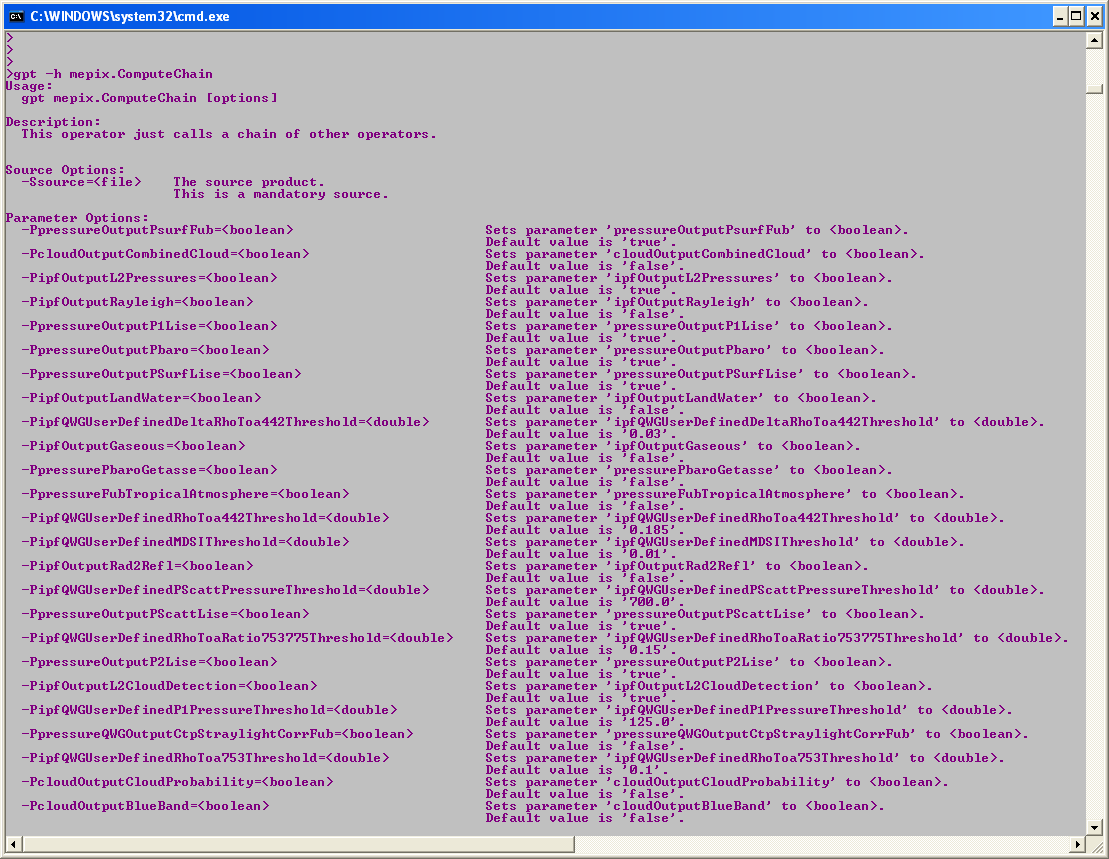 C:\WINDOWS\system32\cmd.exe
>
>
>
>gpt -h mepix.ComputeChain
Usage:
  gpt mepix.ComputeChain [options]
Description:
  This operator just calls a chain of other operators.
Source Options:
  -Ssource=<file>    The source product.
                     This is a mandatory source.
Parameter Options:
  -PpressureOutputPsurfFub=<boolean>    Sets parameter 'pressureOutputPsurfFub' to <boolean>.
    Default value is 'true'.
  -PcloudOutputCombinedCloud=<boolean>    Sets parameter 'cloudOutputCombinedCloud' to <boolean>.
    Default value is 'false'.
  -PipfOutputL2Pressures=<boolean>    Sets parameter 'ipfOutputL2Pressures' to <boolean>.
    Default value is 'true'.
  -PipfOutputRayleigh=<boolean>    Sets parameter 'ipfOutputRayleigh' to <boolean>.
    Default value is 'false'.
  -PpressureOutputP1Lise=<boolean>    Sets parameter 'pressureOutputP1Lise' to <boolean>.
    Default value is 'true'.
  -PpressureOutputPbaro=<boolean>    Sets parameter 'pressureOutputPbaro' to <boolean>.
    Default value is 'true'.
  -PpressureOutputPSurfLise=<boolean>    Sets parameter 'pressureOutputPSurfLise' to <boolean>.
    Default value is 'true'.
  -PipfOutputLandWater=<boolean>    Sets parameter 'ipfOutputLandWater' to <boolean>.
    Default value is 'false'.
  -PipfQWGUserDefinedDeltaRhoToa442Threshold=<double>    Sets parameter 'ipfQWGUserDefinedDeltaRhoToa442Threshold' to <double>.
    Default value is '0.03'.
  -PipfOutputGaseous=<boolean>    Sets parameter 'ipfOutputGaseous' to <boolean>.
    Default value is 'false'.
  -PpressurePbaroGetasse=<boolean>    Sets parameter 'pressurePbaroGetasse' to <boolean>.
    Default value is 'false'.
  -PpressureFubTropicalAtmosphere=<boolean>    Sets parameter 'pressureFubTropicalAtmosphere' to <boolean>.
    Default value is 'false'.
  -PipfQWGUserDefinedRhoToa442Threshold=<double>    Sets parameter 'ipfQWGUserDefinedRhoToa442Threshold' to <double>.
    Default value is '0.185'.
  -PipfQWGUserDefinedMDSIThreshold=<double>    Sets parameter 'ipfQWGUserDefinedMDSIThreshold' to <double>.
    Default value is '0.01'.
  -PipfOutputRad2Refl=<boolean>    Sets parameter 'ipfOutputRad2Refl' to <boolean>.
    Default value is 'false'.
  -PipfQWGUserDefinedPScattPressureThreshold=<double>    Sets parameter 'ipfQWGUserDefinedPScattPressureThreshold' to <double>.
    Default value is '700.0'.
  -PpressureOutputPScattLise=<boolean>    Sets parameter 'pressureOutputPScattLise' to <boolean>.
    Default value is 'true'.
  -PipfQWGUserDefinedRhoToaRatio753775Threshold=<double>    Sets parameter 'ipfQWGUserDefinedRhoToaRatio753775Threshold' to <double>.
    Default value is '0.15'.
  -PpressureOutputP2Lise=<boolean>    Sets parameter 'pressureOutputP2Lise' to <boolean>.
    Default value is 'true'.
  -PipfOutputL2CloudDetection=<boolean>    Sets parameter 'ipfOutputL2CloudDetection' to <boolean>.
    Default value is 'true'.
  -PipfQWGUserDefinedP1PressureThreshold=<double>    Sets parameter 'ipfQWGUserDefinedP1PressureThreshold' to <double>.
    Default value is '125.0'.
  -PpressureQWGOutputCtpStraylightCorrFub=<boolean>    Sets parameter 'pressureQWGOutputCtpStraylightCorrFub' to <boolean>.
    Default value is 'false'.
  -PipfQWGUserDefinedRhoToa753Threshold=<double>    Sets parameter 'ipfQWGUserDefinedRhoToa753Threshold' to <double>.
    Default value is '0.1'.
  -PcloudOutputCloudProbability=<boolean>    Sets parameter 'cloudOutputCloudProbability' to <boolean>.
    Default value is 'false'.
  -PcloudOutputBlueBand=<boolean>    Sets parameter 'cloudOutputBlueBand' to <boolean>.
    Default value is 'false'.